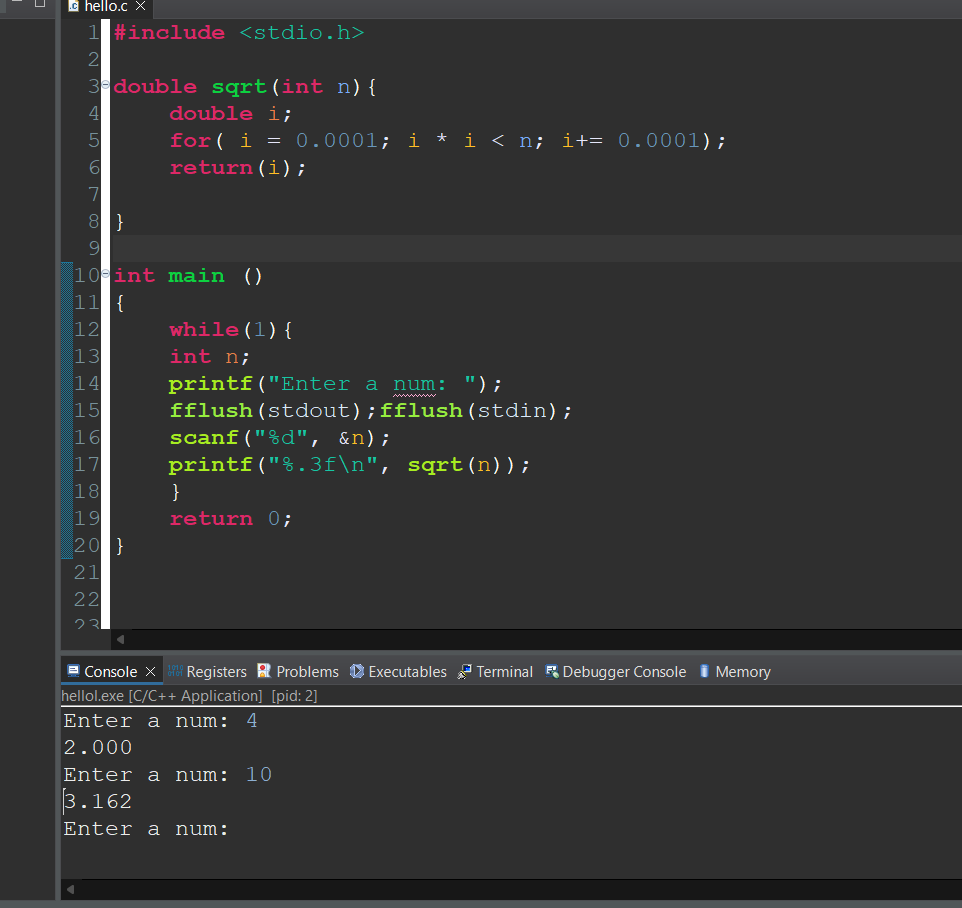 hello.c
1 #include <stdio.h>
2
3 double sqrt(int n){
4     double i;
5     for( i = 0.0001; i * i < n; i+= 0.0001);
6     return(i);
7
8 }
9
10 int main ()
11 {
12     while(1){
13     int n;
14     printf("Enter a num: ");
15     fflush(stdout);fflush(stdin);
16     scanf("%d", &n);
17     printf("%.3f\n", sqrt(n));
18     }
19     return 0;
20 }
21
22
23
Console Registers Problems Executables Terminal Debugger Console Memory
hellol.exe [C/C++ Application] [pid: 2]
Enter a num: 4
2.000
Enter a num: 10
3.162
Enter a num: